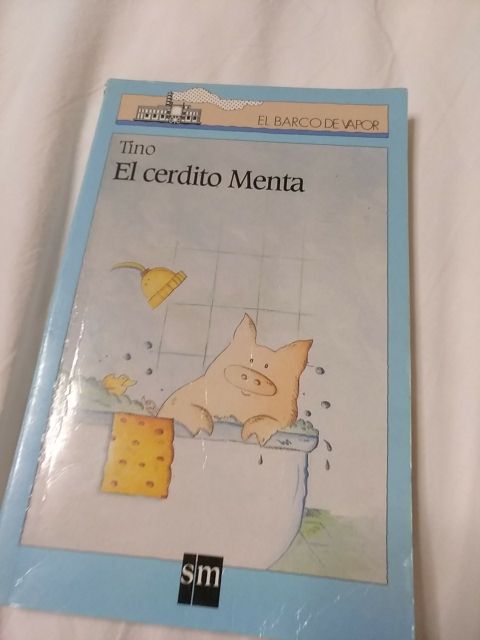 EL BARCO DE VAPOR
Tino
El cerdito Menta
sm